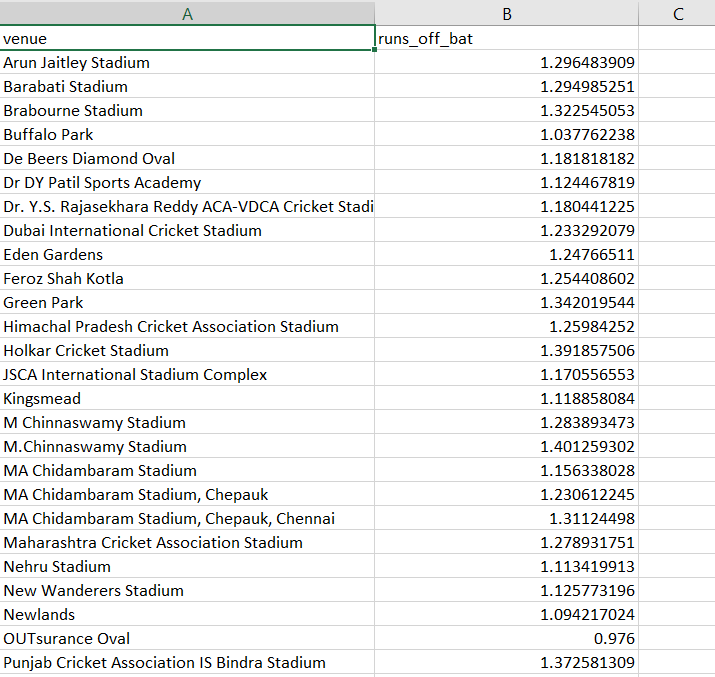 A B C
venue runs_off_bat
Arun Jaitley Stadium 1.296483909
Barabati Stadium 1.294985251
Brabourne Stadium 1.322545053
Buffalo Park 1.037762238
De Beers Diamond Oval 1.181818182
Dr DY Patil Sports Academy 1.124467819
Dr. Y.S. Rajasekhara Reddy ACA-VDCA Cricket Stadi 1.180441225
Dubai International Cricket Stadium 1.233292079
Eden Gardens 1.24766511
Feroz Shah Kotla 1.254408602
Green Park 1.342019544
Himachal Pradesh Cricket Association Stadium 1.25984252
Holkar Cricket Stadium 1.391857506
JSCA International Stadium Complex 1.170556553
Kingsmead 1.118858084
M Chinnaswamy Stadium 1.283893473
M.Chinnaswamy Stadium 1.401259302
MA Chidambaram Stadium 1.156338028
MA Chidambaram Stadium, Chepauk 1.230612245
MA Chidambaram Stadium, Chepauk, Chennai 1.31124498
Maharashtra Cricket Association Stadium 1.278931751
Nehru Stadium 1.113419913
New Wanderers Stadium 1.125773196
Newlands 1.094217024
OUTsurance Oval 0.976
Punjab Cricket Association IS Bindra Stadium 1.372581309